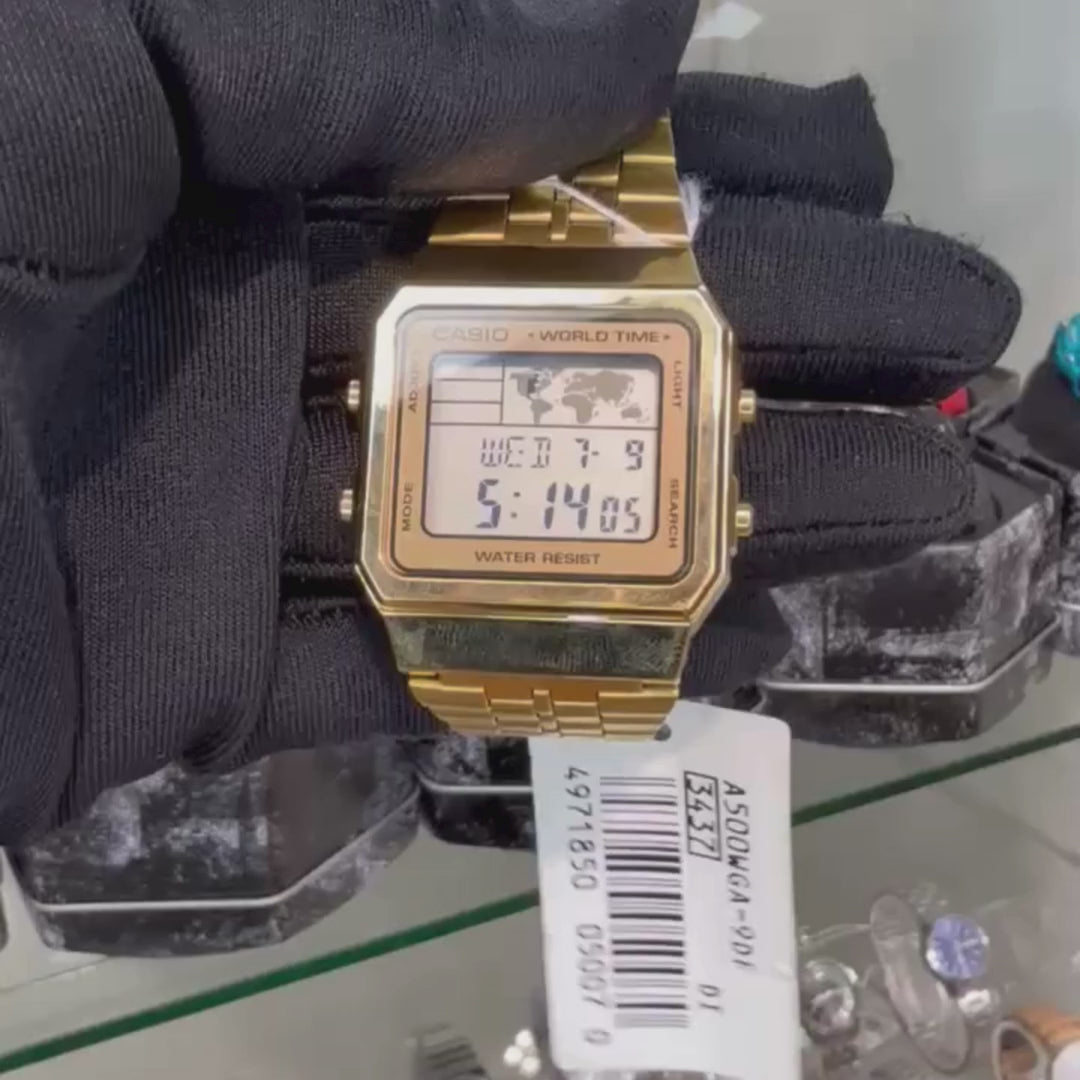 CASIO • WORLD TIME •
ADJUST
LIGHT
WED 7- 9
5:14 05
MODE
SEARCH
WATER RESIST
A500WGA-9DF
DI
3437
4971850 05007 0